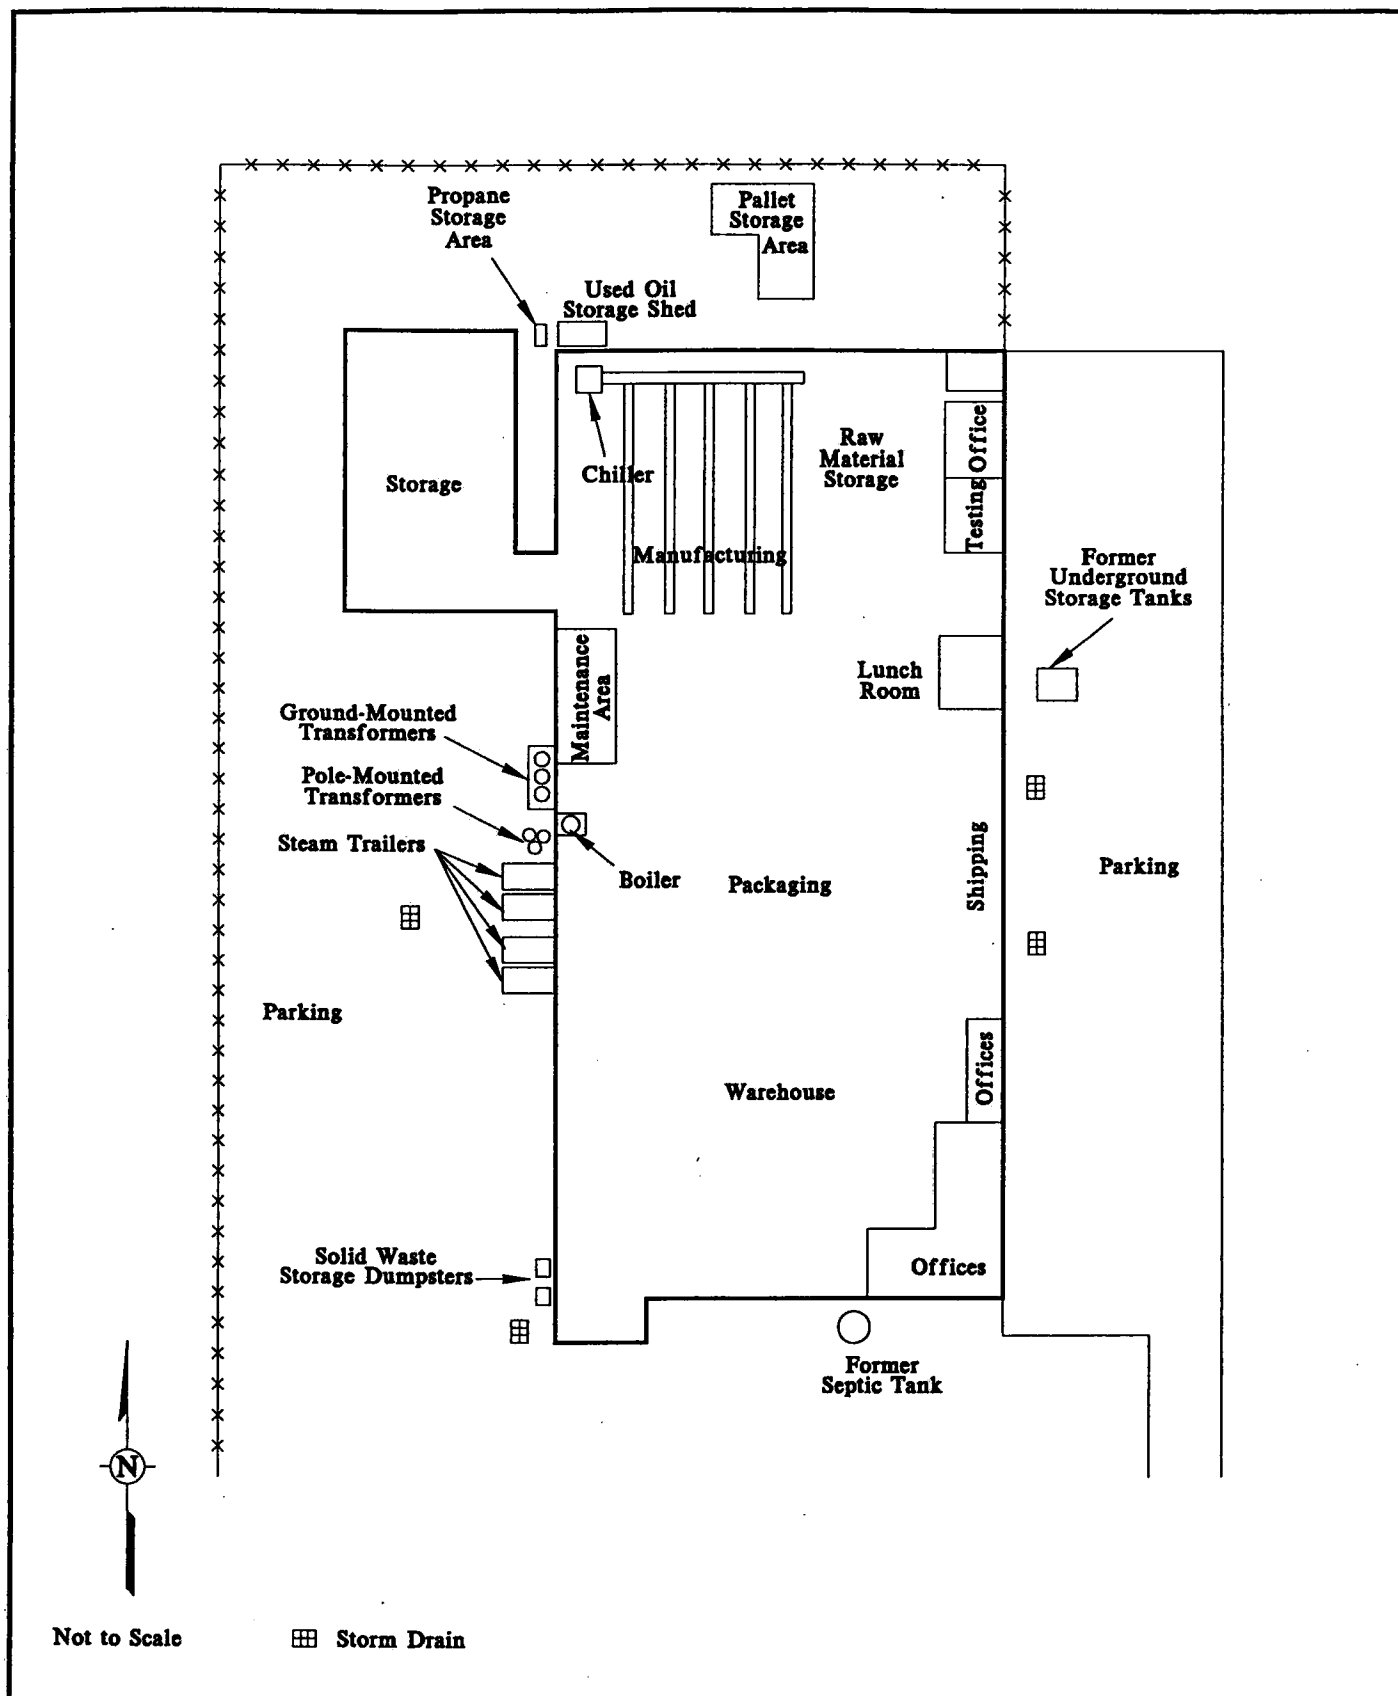 Propane
Storage
Area
Pallet
Storage
Area
Used Oil
Storage Shed
Storage
Chiller
Manufacturing
Raw
Material
Storage
Office
Testing
Former
Underground
Storage Tanks
Lunch
Room
Maintenance
Area
Ground-Mounted
Transformers
Pole-Mounted
Transformers
Steam Trailers
Boiler
Packaging
Shipping
Parking
Parking
Warehouse
Offices
Offices
Solid Waste
Storage Dumpsters
Former
Septic Tank
N
Not to Scale
Storm Drain